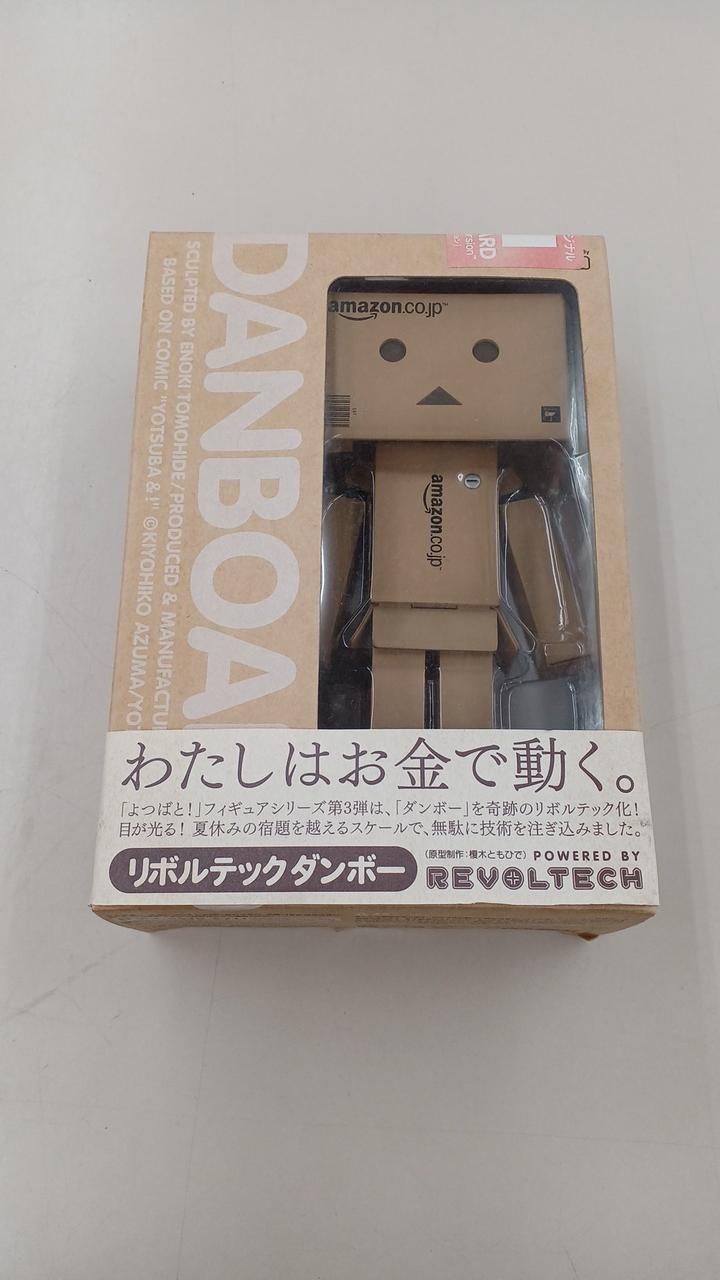 DANBOA
SCULPTED BY ENOKI TOMOHIDE/PRODUCED & MANUFACTU
BASED ON COMIC "YOTSUBA &!" ©KIYOHIKO AZUMA/YO
ARD
ersion
ジナル
amazon.co.jp™
amazon.co.jp
わたしはお金で動く。
「よつばと！」フィギュアシリーズ第3弾は、「ダンボー」を奇跡のリボルテック化！
目が光る！ 夏休みの宿題を越えるスケールで、無駄に技術を注ぎ込みました。
リボルテックダンボー
（原型制作：榎木ともひで） POWERED BY
REVOLTECH